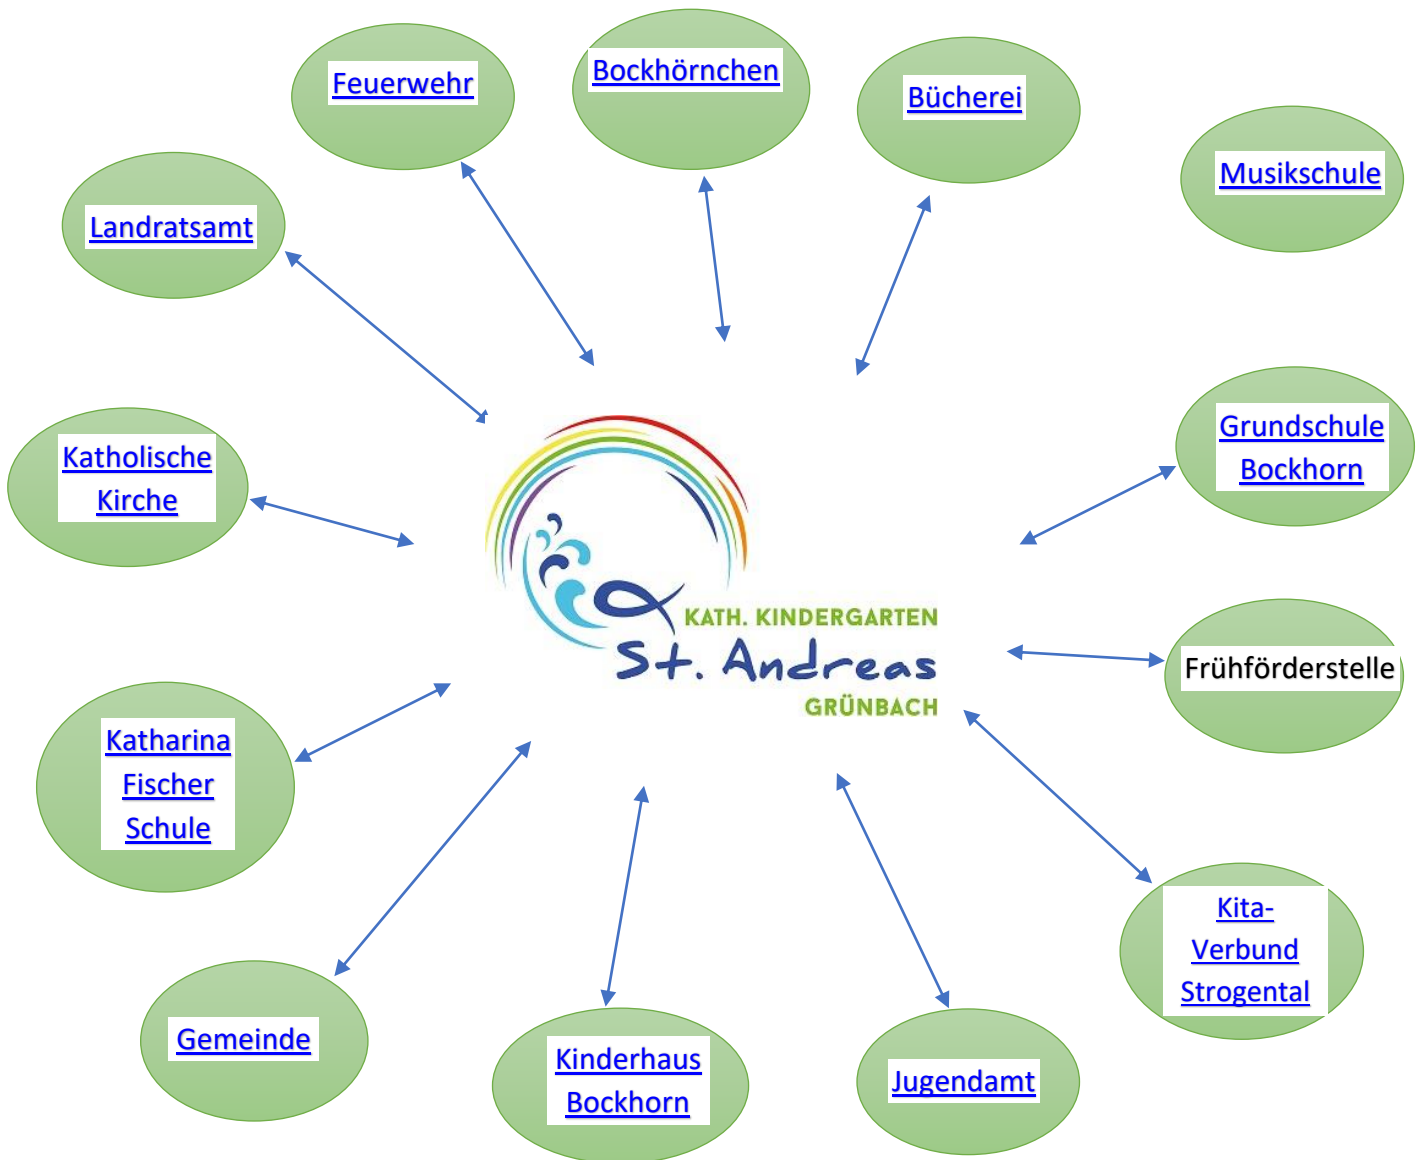 Feuerwehr
Bockhörnchen
Bücherei
Musikschule
Landratsamt
Grundschule
Bockhorn
Katholische
Kirche
KATH. KINDERGARTEN
St. Andreas
GRÜNBACH
Frühförderstelle
Katharina
Fischer
Schule
Kita-
Verbund
Strogental
Gemeinde
Kinderhaus
Bockhorn
Jugendamt